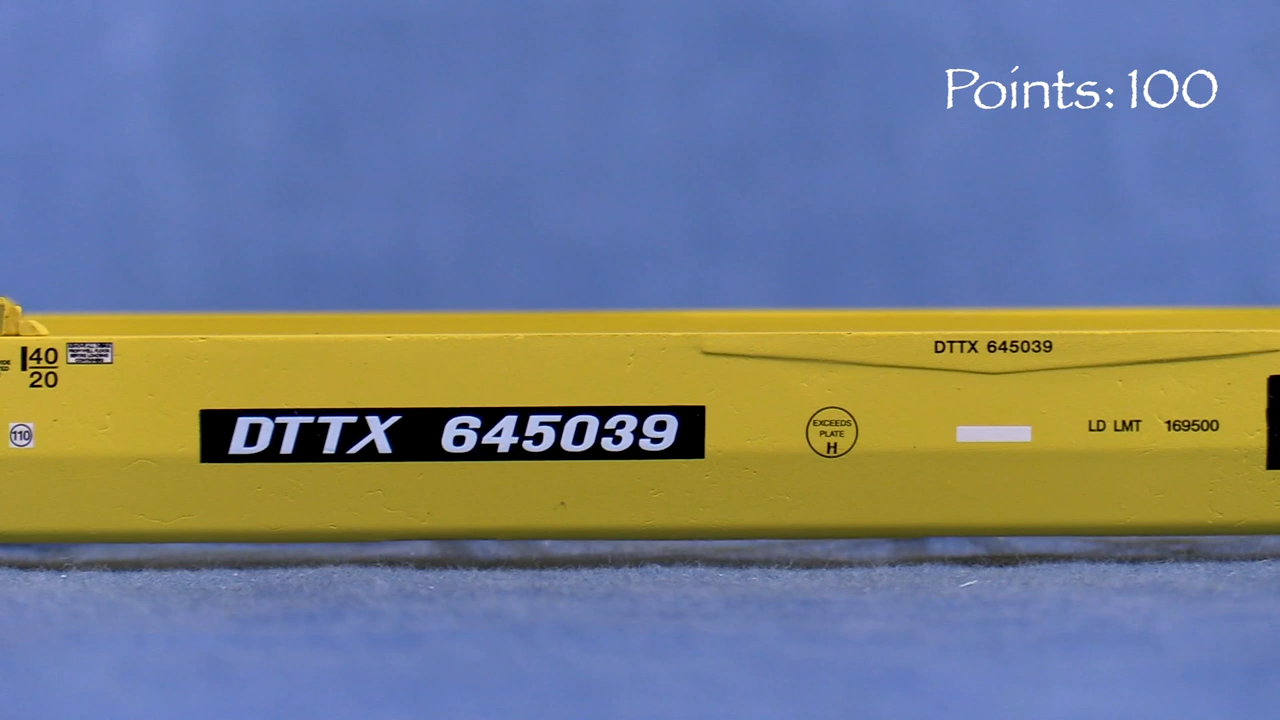 Points: 100
DTTX 645039
40
20
110
DTTX 645039
EXCEEDS
PLATE
H
LD LMT 169500